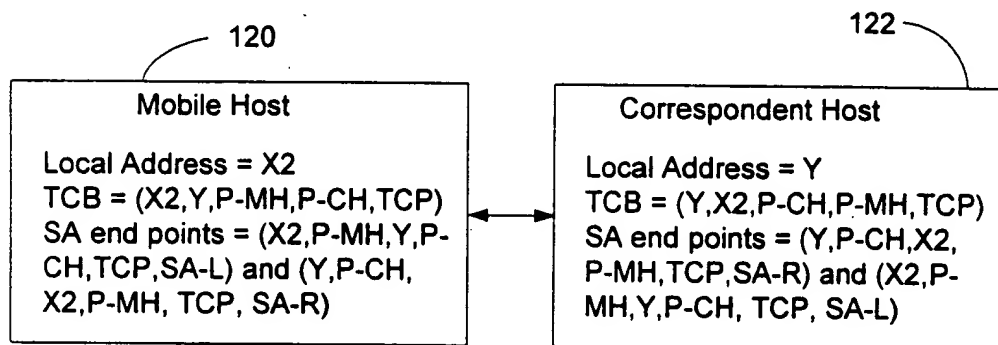 120
122
Mobile Host
Local Address = X2
TCB = (X2,Y,P-MH,P-CH,TCP)
SA end points = (X2,P-MH,Y,P-
CH,TCP,SA-L) and (Y,P-CH,
X2,P-MH, TCP, SA-R)
Correspondent Host
Local Address = Y
TCB = (Y,X2,P-CH,P-MH,TCP)
SA end points = (Y,P-CH,X2,
P-MH,TCP,SA-R) and (X2,P-
MH,Y,P-CH, TCP, SA-L)